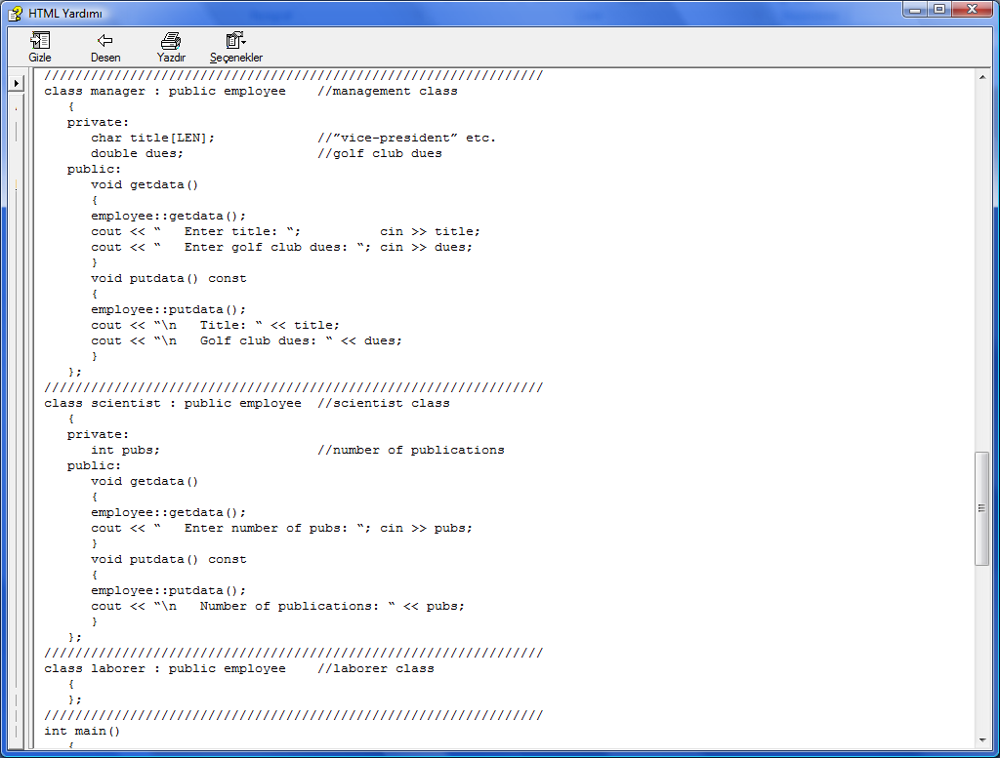 HTML Yardımı
Gizle Desen Yazdır Seçenekler
////////////////////////////////////////////////////////////////
class manager : public employee    //management class
   {
   private:
      char title[LEN];             //”vice-president” etc.
      double dues;                 //golf club dues
   public:
      void getdata()
      {
      employee::getdata();
      cout << “   Enter title: “;          cin >> title;
      cout << “   Enter golf club dues: “; cin >> dues;
      }
      void putdata() const
      {
      employee::putdata();
      cout << “\n   Title: “ << title;
      cout << “\n   Golf club dues: “ << dues;
      }
   };
////////////////////////////////////////////////////////////////
class scientist : public employee  //scientist class
   {
   private:
      int pubs;                    //number of publications
   public:
      void getdata()
      {
      employee::getdata();
      cout << “   Enter number of pubs: “; cin >> pubs;
      }
      void putdata() const
      {
      employee::putdata();
      cout << “\n   Number of publications: “ << pubs;
      }
   };
////////////////////////////////////////////////////////////////
class laborer : public employee    //laborer class
   {
   };
////////////////////////////////////////////////////////////////
int main()
   {